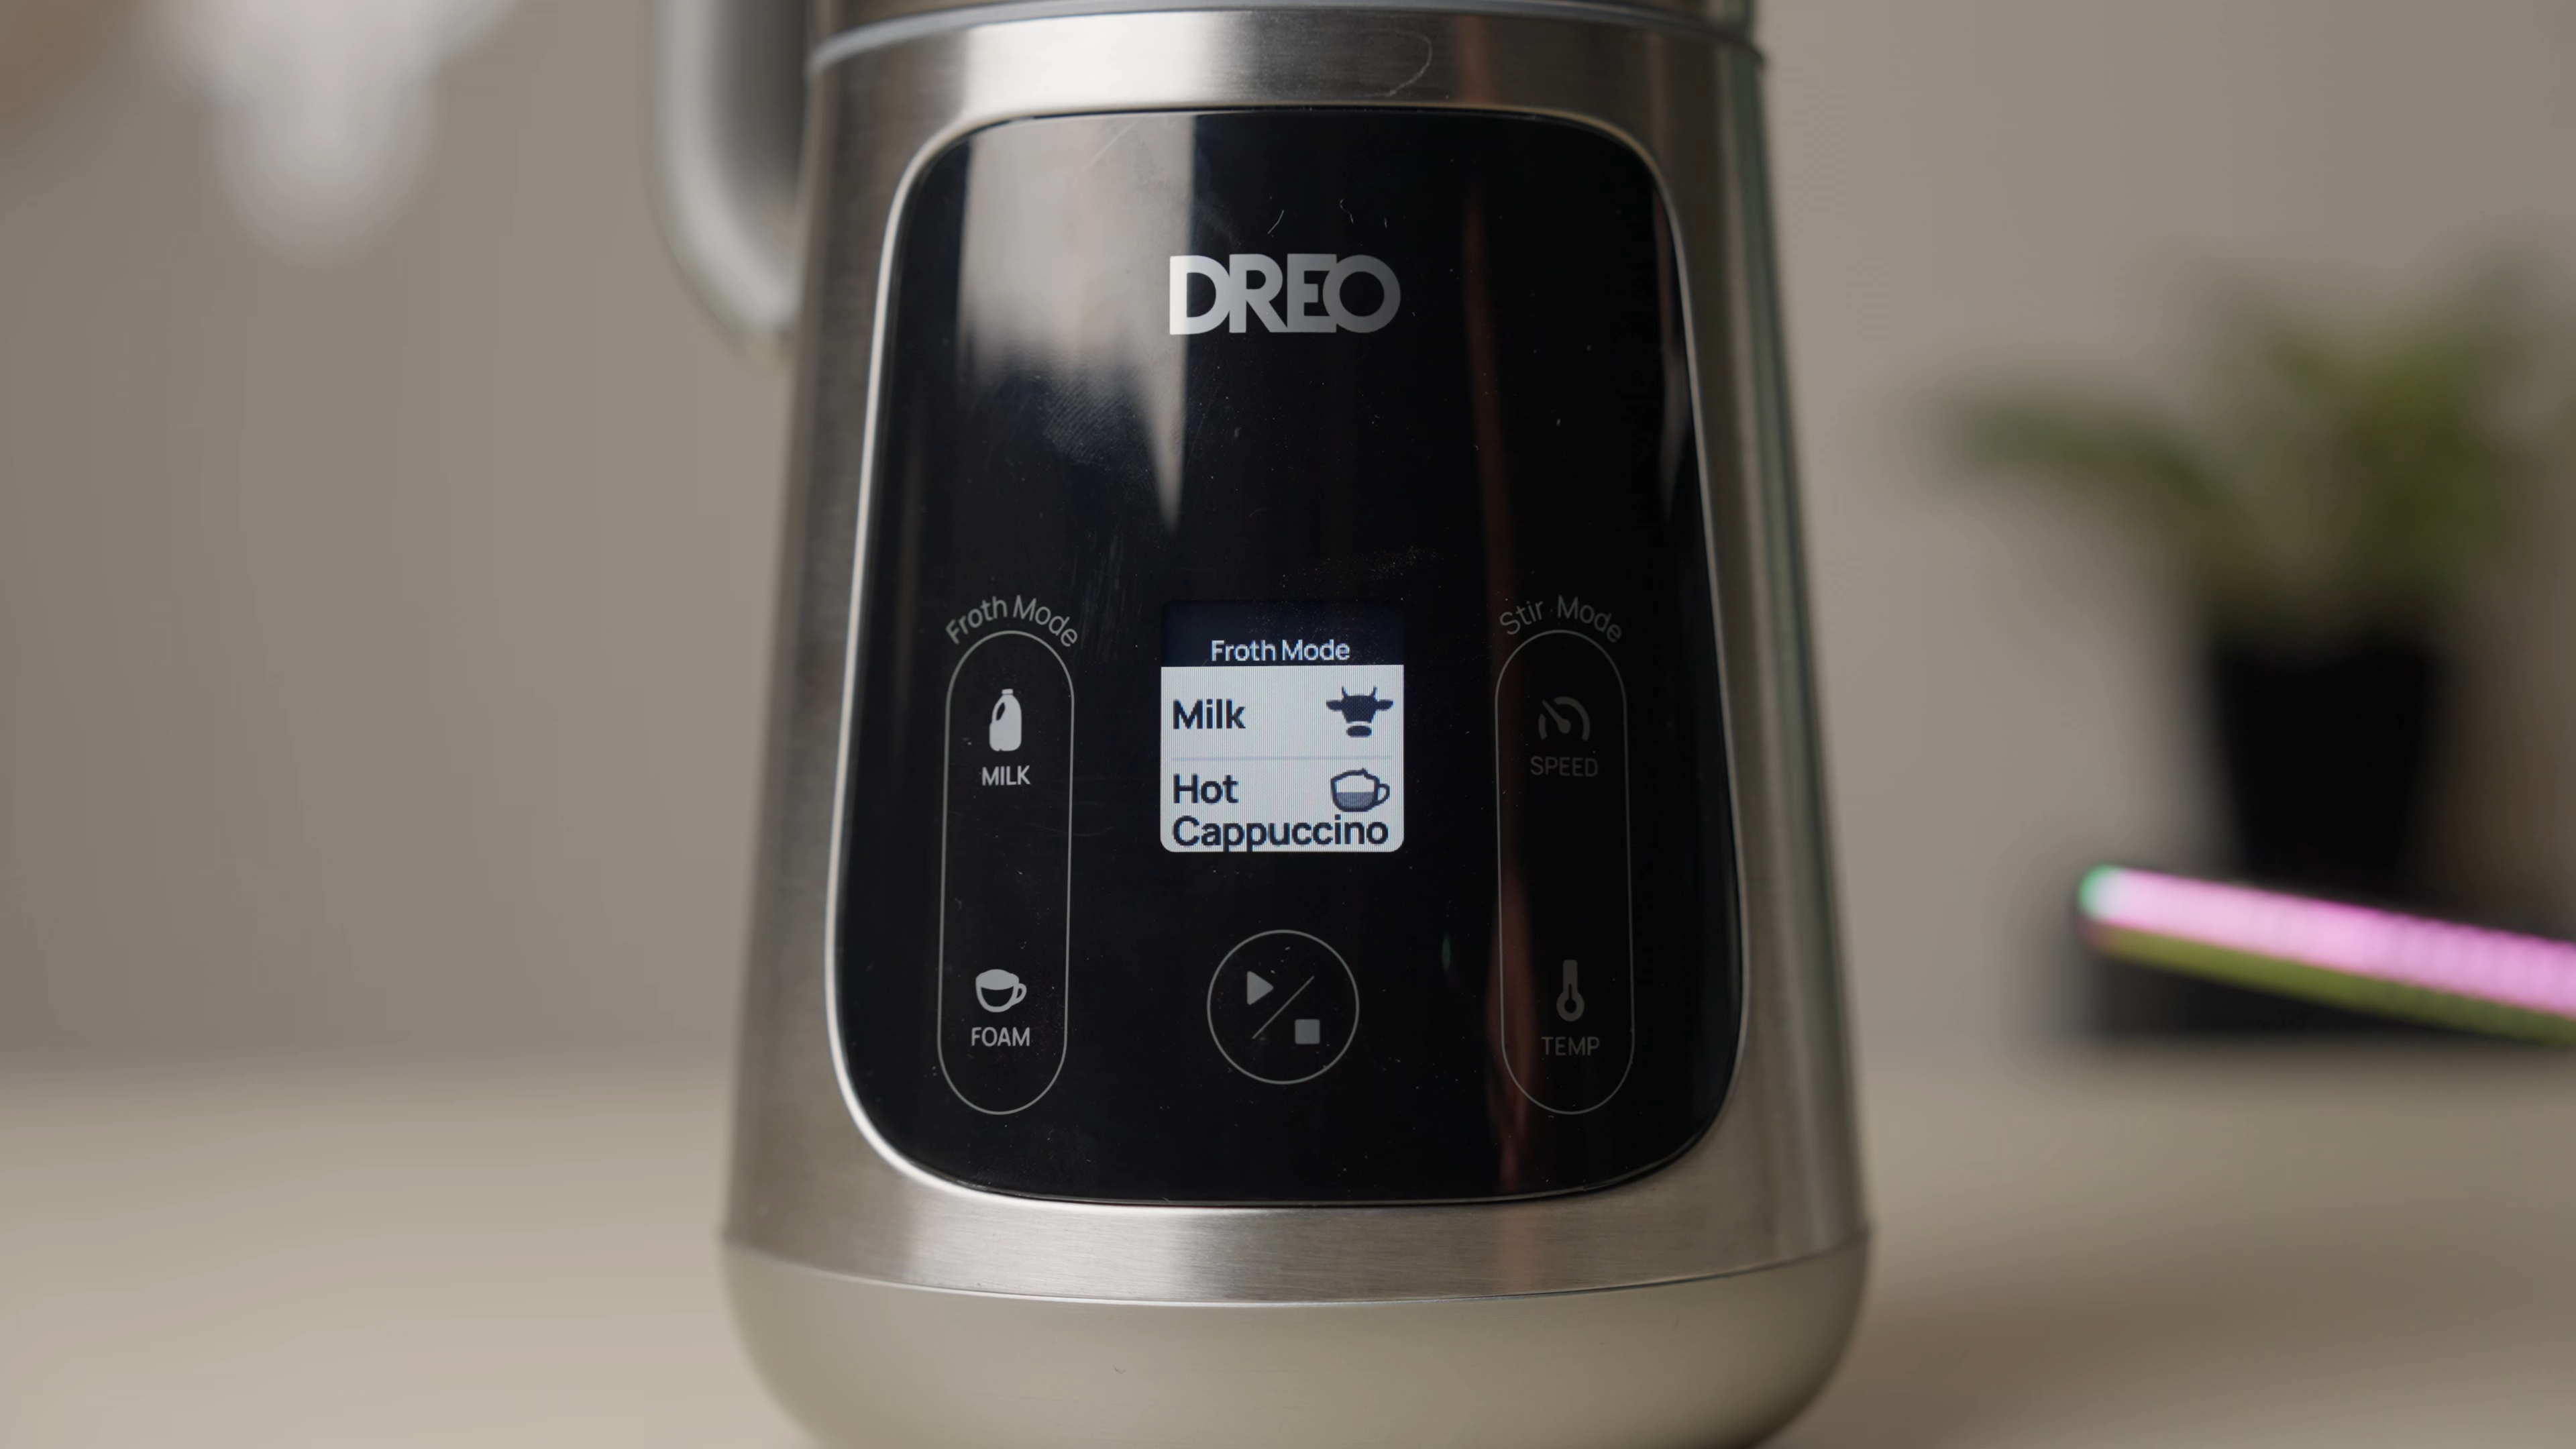 DREO
Froth Mode
MILK
FOAM
Froth Mode
Milk
Hot
Cappuccino
Stir Mode
SPEED
TEMP